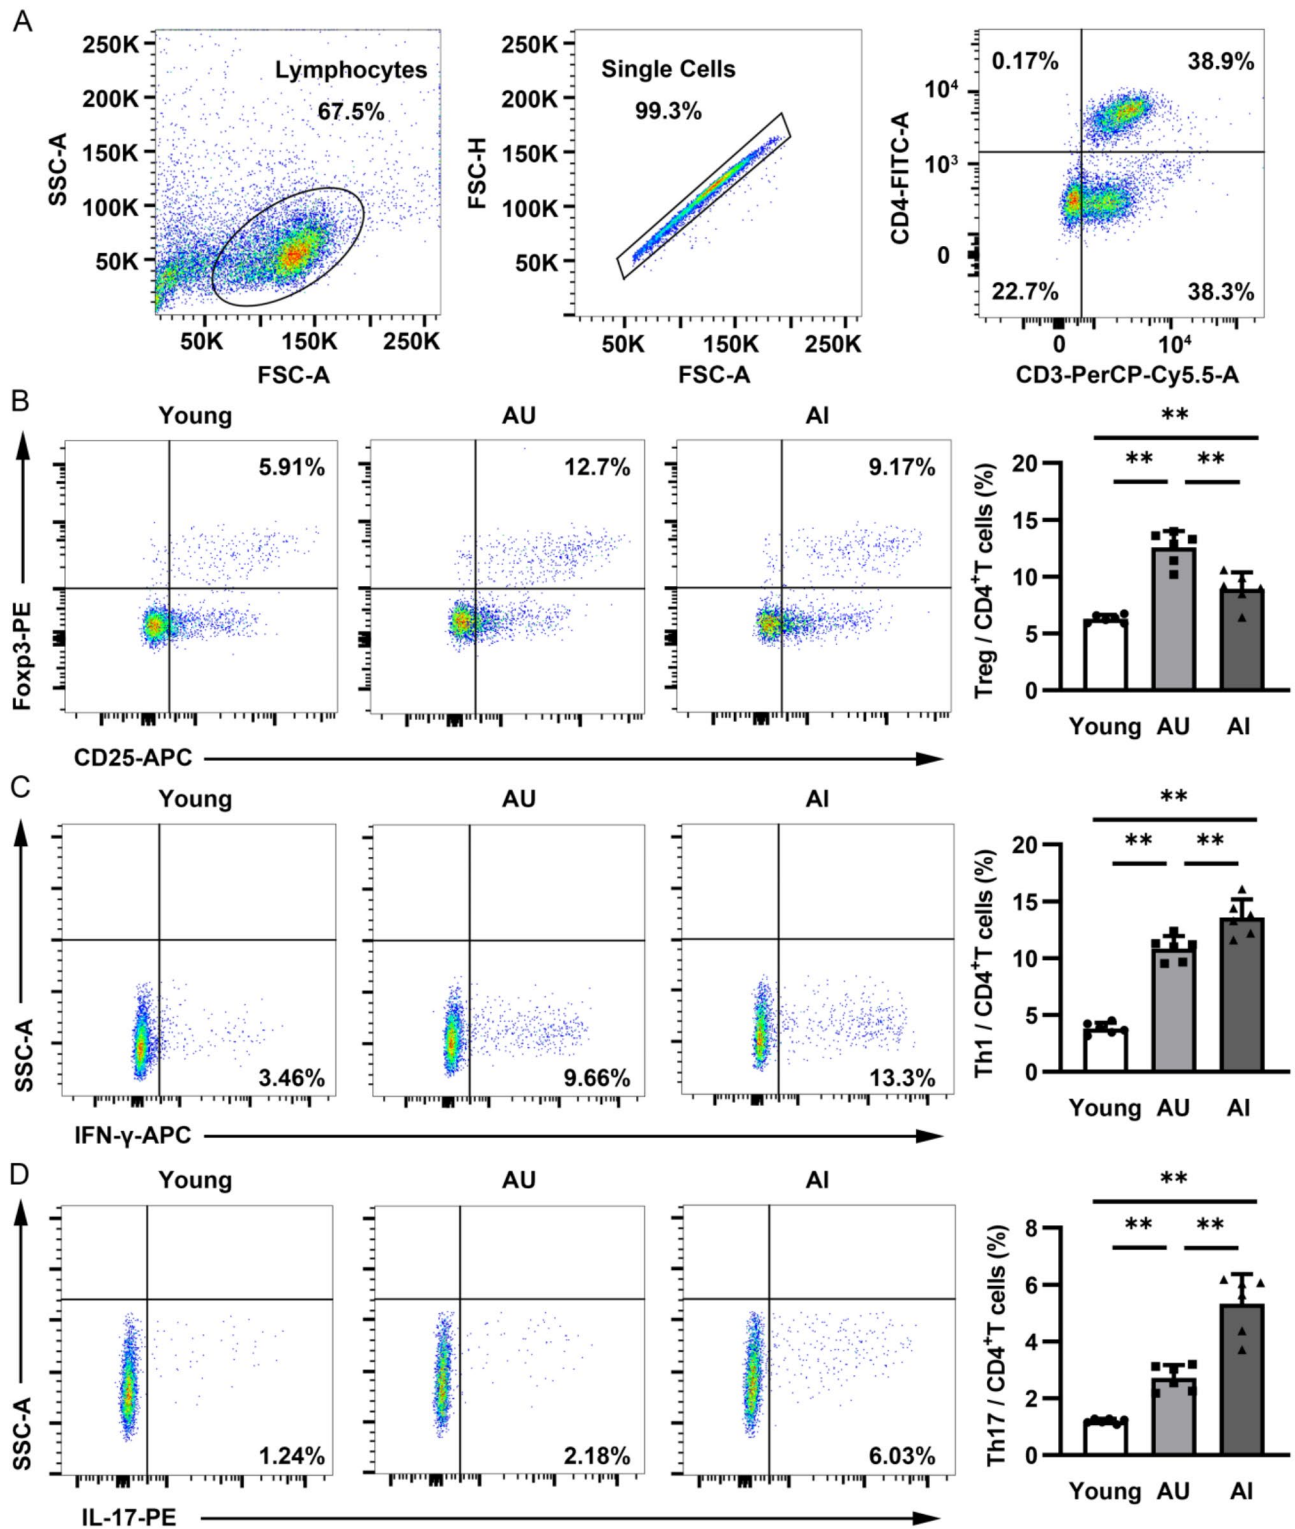 A
250K
200K
150K
100K
50K
SSC-A
Lymphocytes
67.5%
50K 150K 250K
FSC-A
250K
200K
150K
100K
50K
FSC-H
Single Cells
99.3%
50K 150K 250K
FSC-A
10⁴
10³
0
CD4-FITC-A
0.17% 38.9%
22.7% 38.3%
0 10⁴
CD3-PerCP-Cy5.5-A
B
Young AU AI
5.91% 12.7% 9.17%
Foxp3-PE
CD25-APC
Treg / CD4⁺T cells (%)
20
15
10
5
0
**
** **
Young AU AI
C
Young AU AI
3.46% 9.66% 13.3%
SSC-A
IFN-γ-APC
Th1 / CD4⁺T cells (%)
20
15
10
5
0
**
** **
Young AU AI
D
Young AU AI
1.24% 2.18% 6.03%
SSC-A
IL-17-PE
Th17 / CD4⁺T cells (%)
8
6
4
2
0
**
** **
Young AU AI